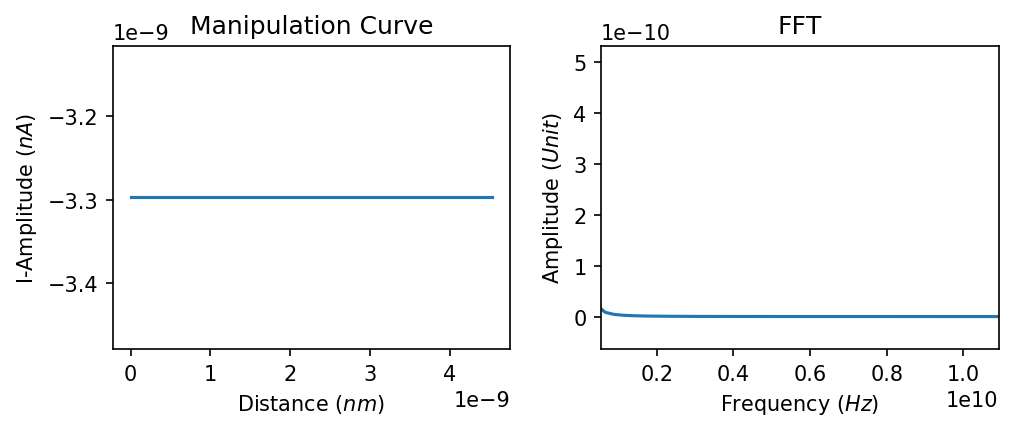 Manipulation Curve
1e−9
−3.2
−3.3
−3.4
I-Amplitude (nA)
0 1 2 3 4
Distance (nm)
1e−9
FFT
1e−10
5
4
3
2
1
0
Amplitude (Unit)
0.2 0.4 0.6 0.8 1.0
Frequency (Hz)
1e10